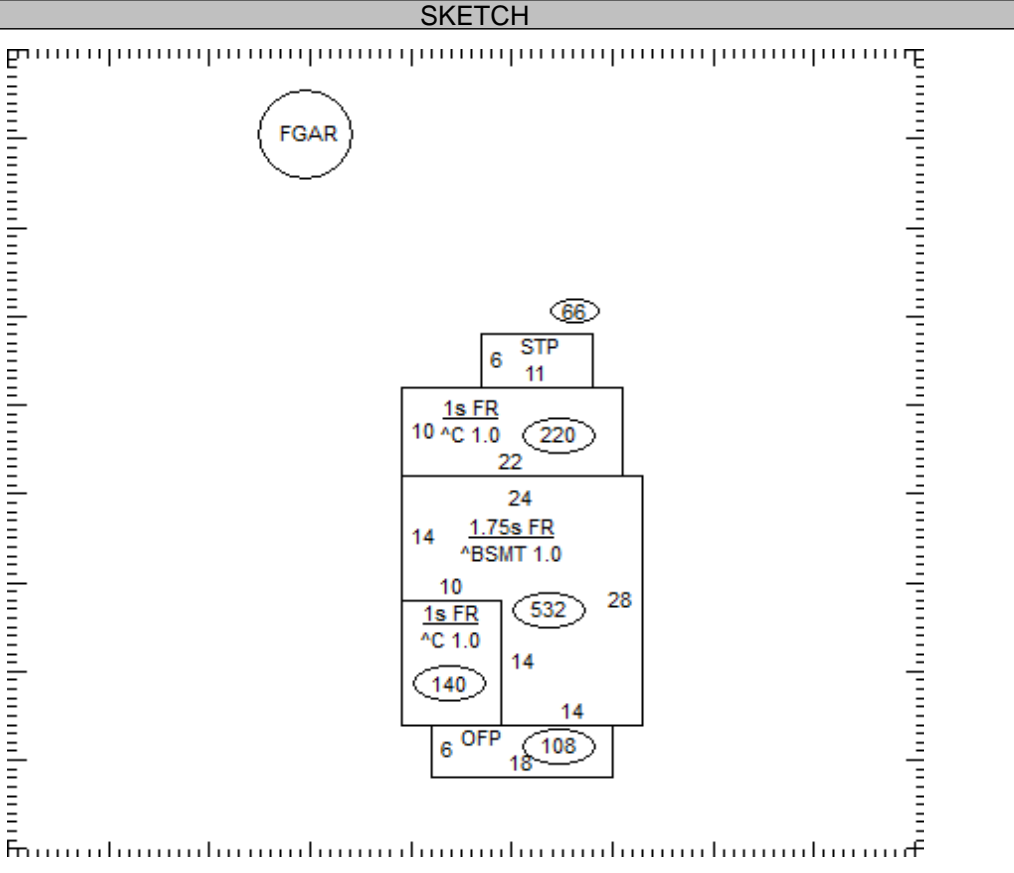 SKETCH
FGAR
66
STP
6
11
1s FR
10 ^C 1.0 220
22
24
1.75s FR
14
^BSMT 1.0
10
28
1s FR
532
^C 1.0
14
140
14
OFP
6 108
18